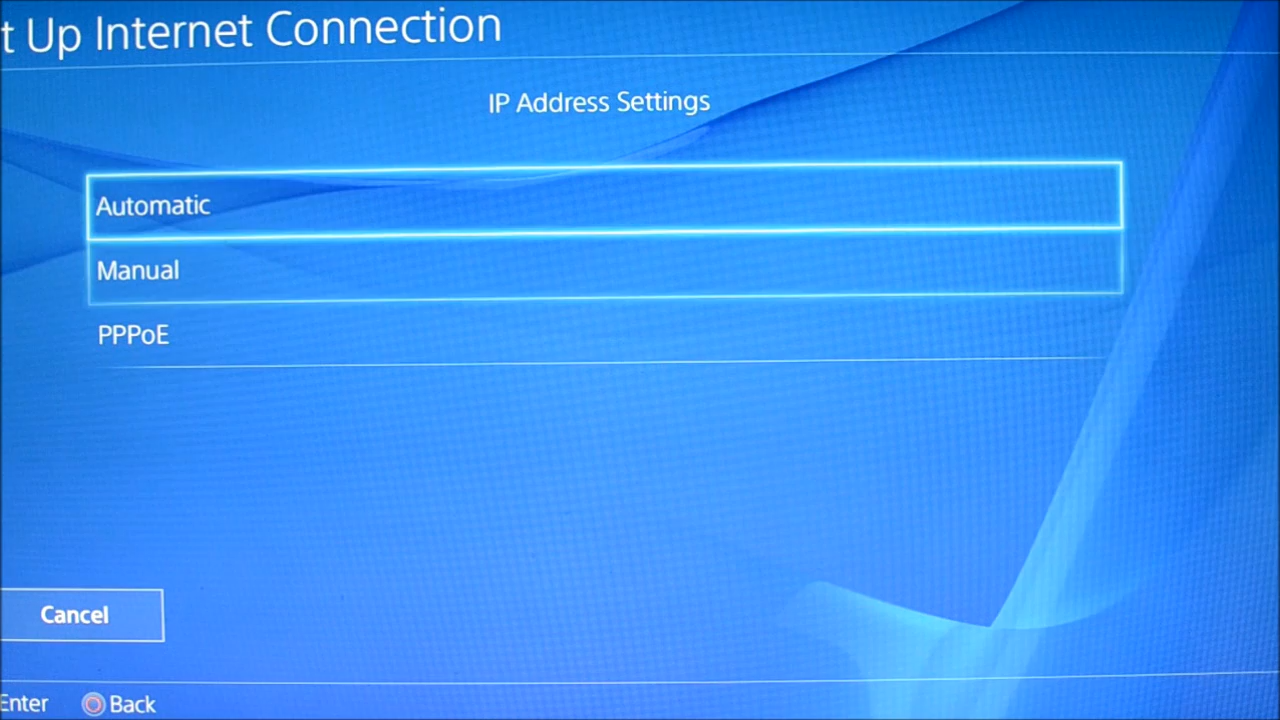 t Up Internet Connection
IP Address Settings
Automatic
Manual
PPPoE
Cancel
Enter Back